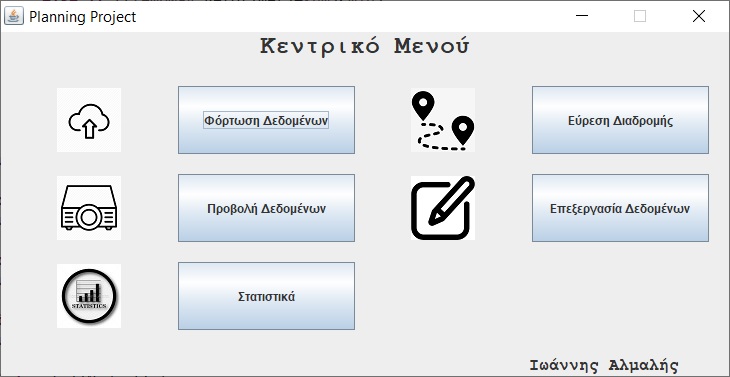 Planning Project
Κεντρικό Μενού
Φόρτωση Δεδομένων
Εύρεση Διαδρομής
Προβολή Δεδομένων
Επεξεργασία Δεδομένων
STATISTICS
Στατιστικά
Ιωάννης Αλμαλής